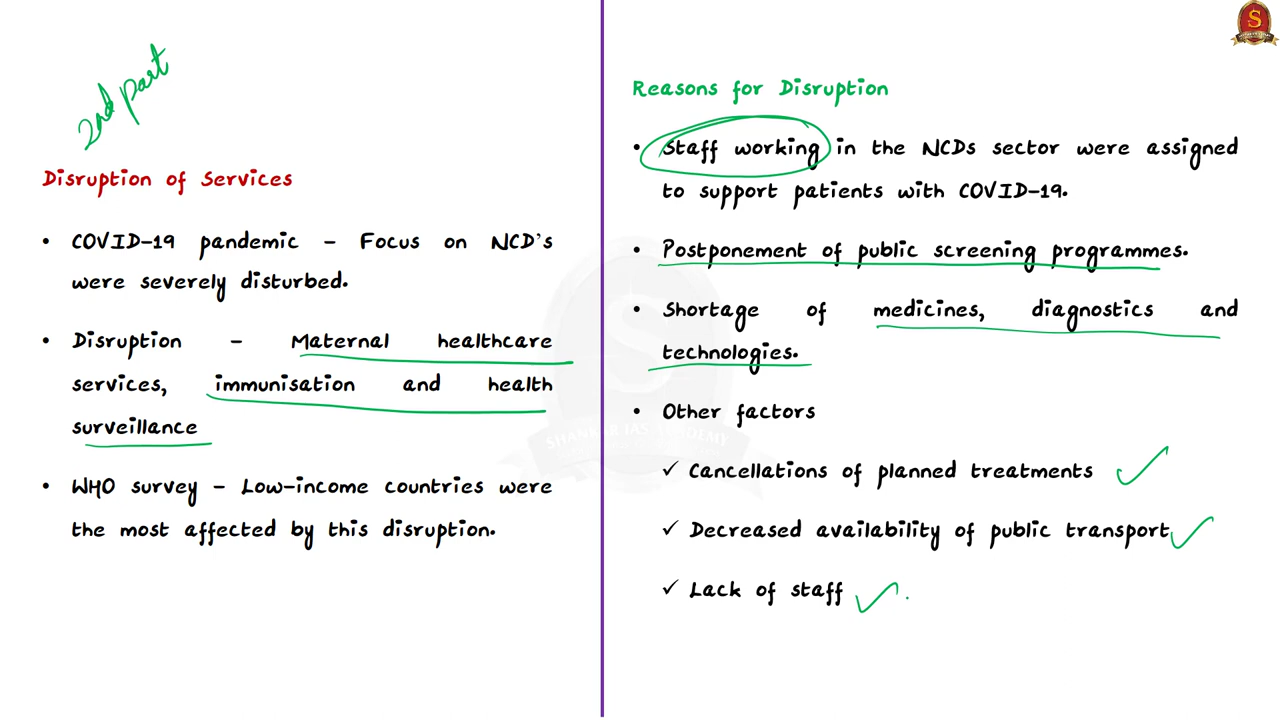 2nd part
Disruption of Services
• COVID-19 pandemic - Focus on NCD's
were severely disturbed.
• Disruption - Maternal healthcare
services, immunisation and health
surveillance
• WHO survey - Low-income countries were
the most affected by this disruption.
Reasons for Disruption
• Staff working in the NCDs sector were assigned
to support patients with COVID-19.
• Postponement of public screening programmes.
• Shortage of medicines, diagnostics and
technologies.
• Other factors
✓ Cancellations of planned treatments
✓ Decreased availability of public transport
✓ Lack of staff
S
SHANKAR IAS ACADEMY